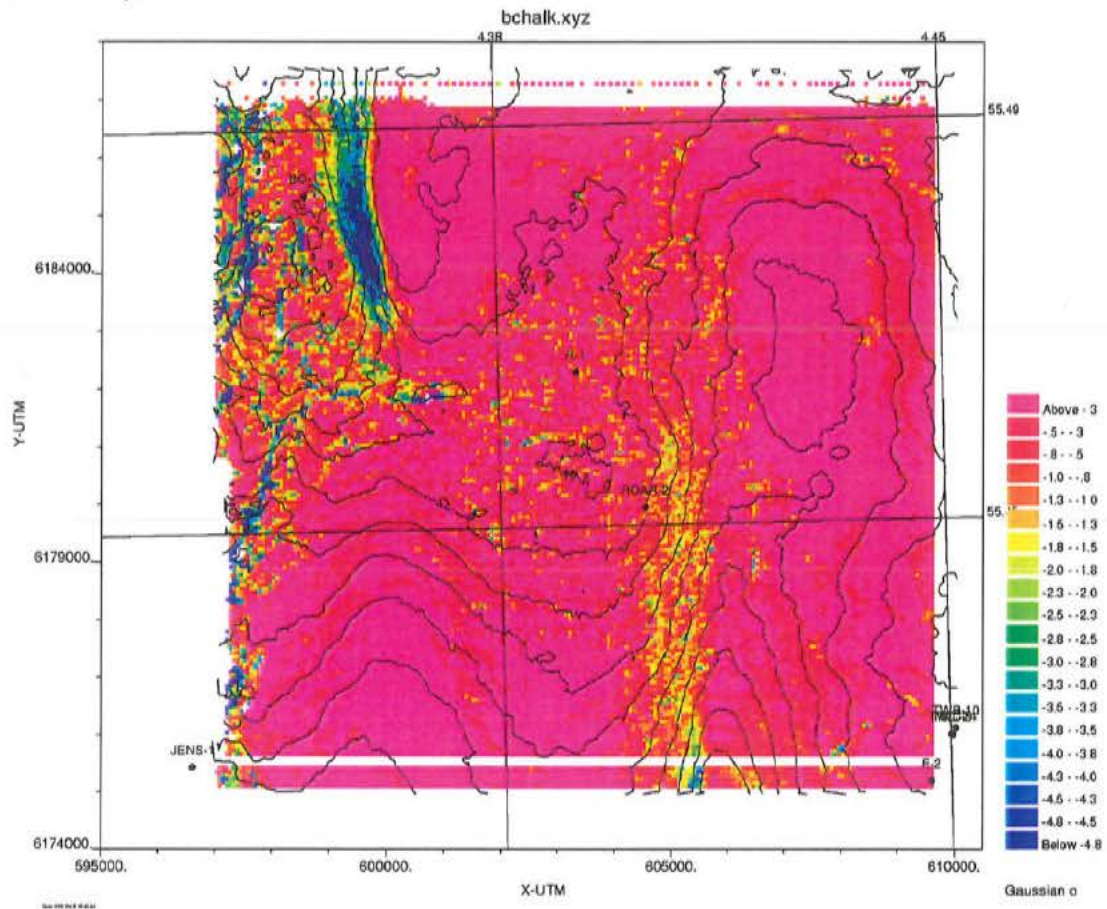 bchalk.xyz
4.38
4.45
55.49
6184000.
Y-UTM
ROAR-2
6179000.
JENS-1
6174000.
595000.
600000.
605000.
610000.
X-UTM
Above -.3
-.5 - -.3
-.8 - -.5
-1.0 - -.8
-1.3 - -1.0
-1.5 - -1.3
-1.8 - -1.5
-2.0 - -1.8
-2.3 - -2.0
-2.5 - -2.3
-2.8 - -2.5
-3.0 - -2.8
-3.3 - -3.0
-3.5 - -3.3
-3.8 - -3.5
-4.0 - -3.8
-4.3 - -4.0
-4.5 - -4.3
-4.8 - -4.5
Below -4.8
Gaussian c